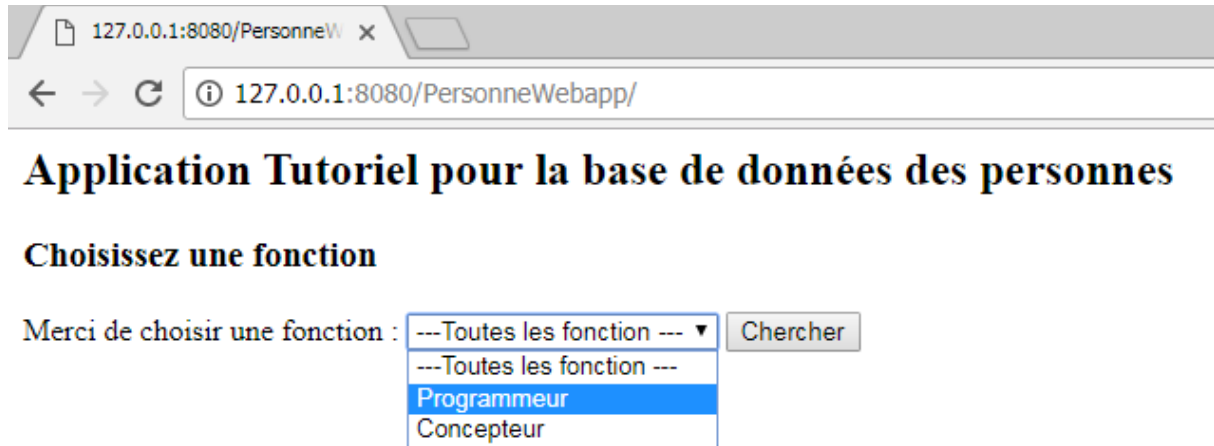 127.0.0.1:8080/PersonneW
127.0.0.1:8080/PersonneWebapp/
Application Tutoriel pour la base de données des personnes
Choisissez une fonction
Merci de choisir une fonction : ---Toutes les fonction --- Chercher
---Toutes les fonction ---
Programmeur
Concepteur